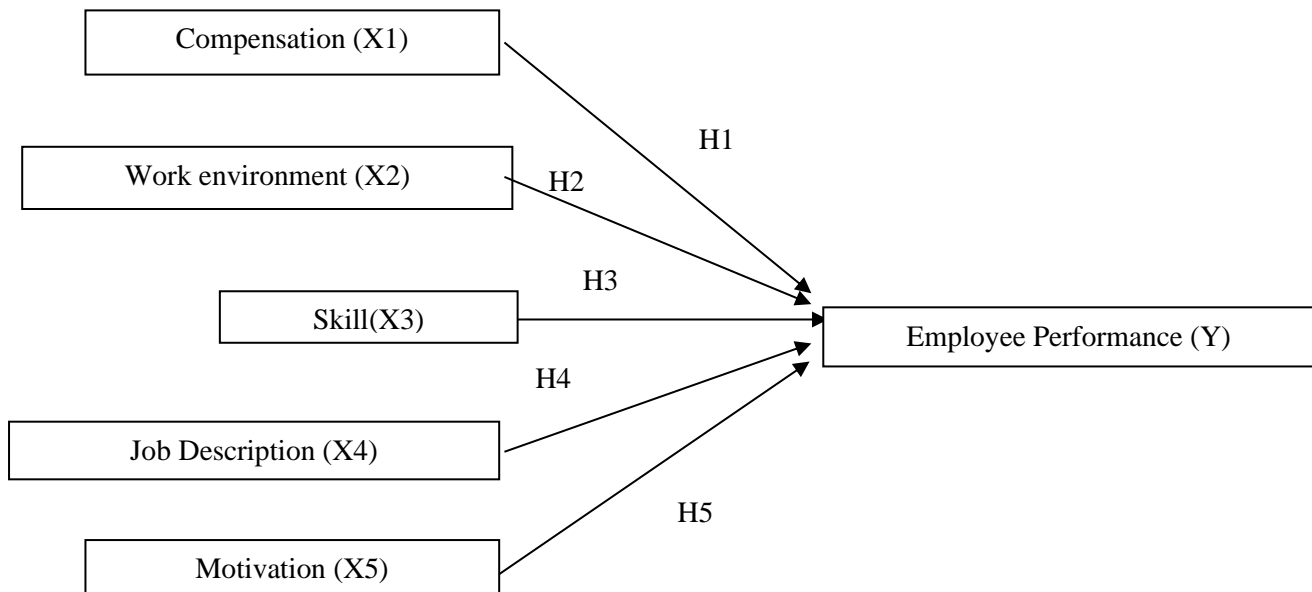 Compensation (X1)
H1
Work environment (X2)
H2
H3
Skill(X3)
Employee Performance (Y)
H4
Job Description (X4)
H5
Motivation (X5)